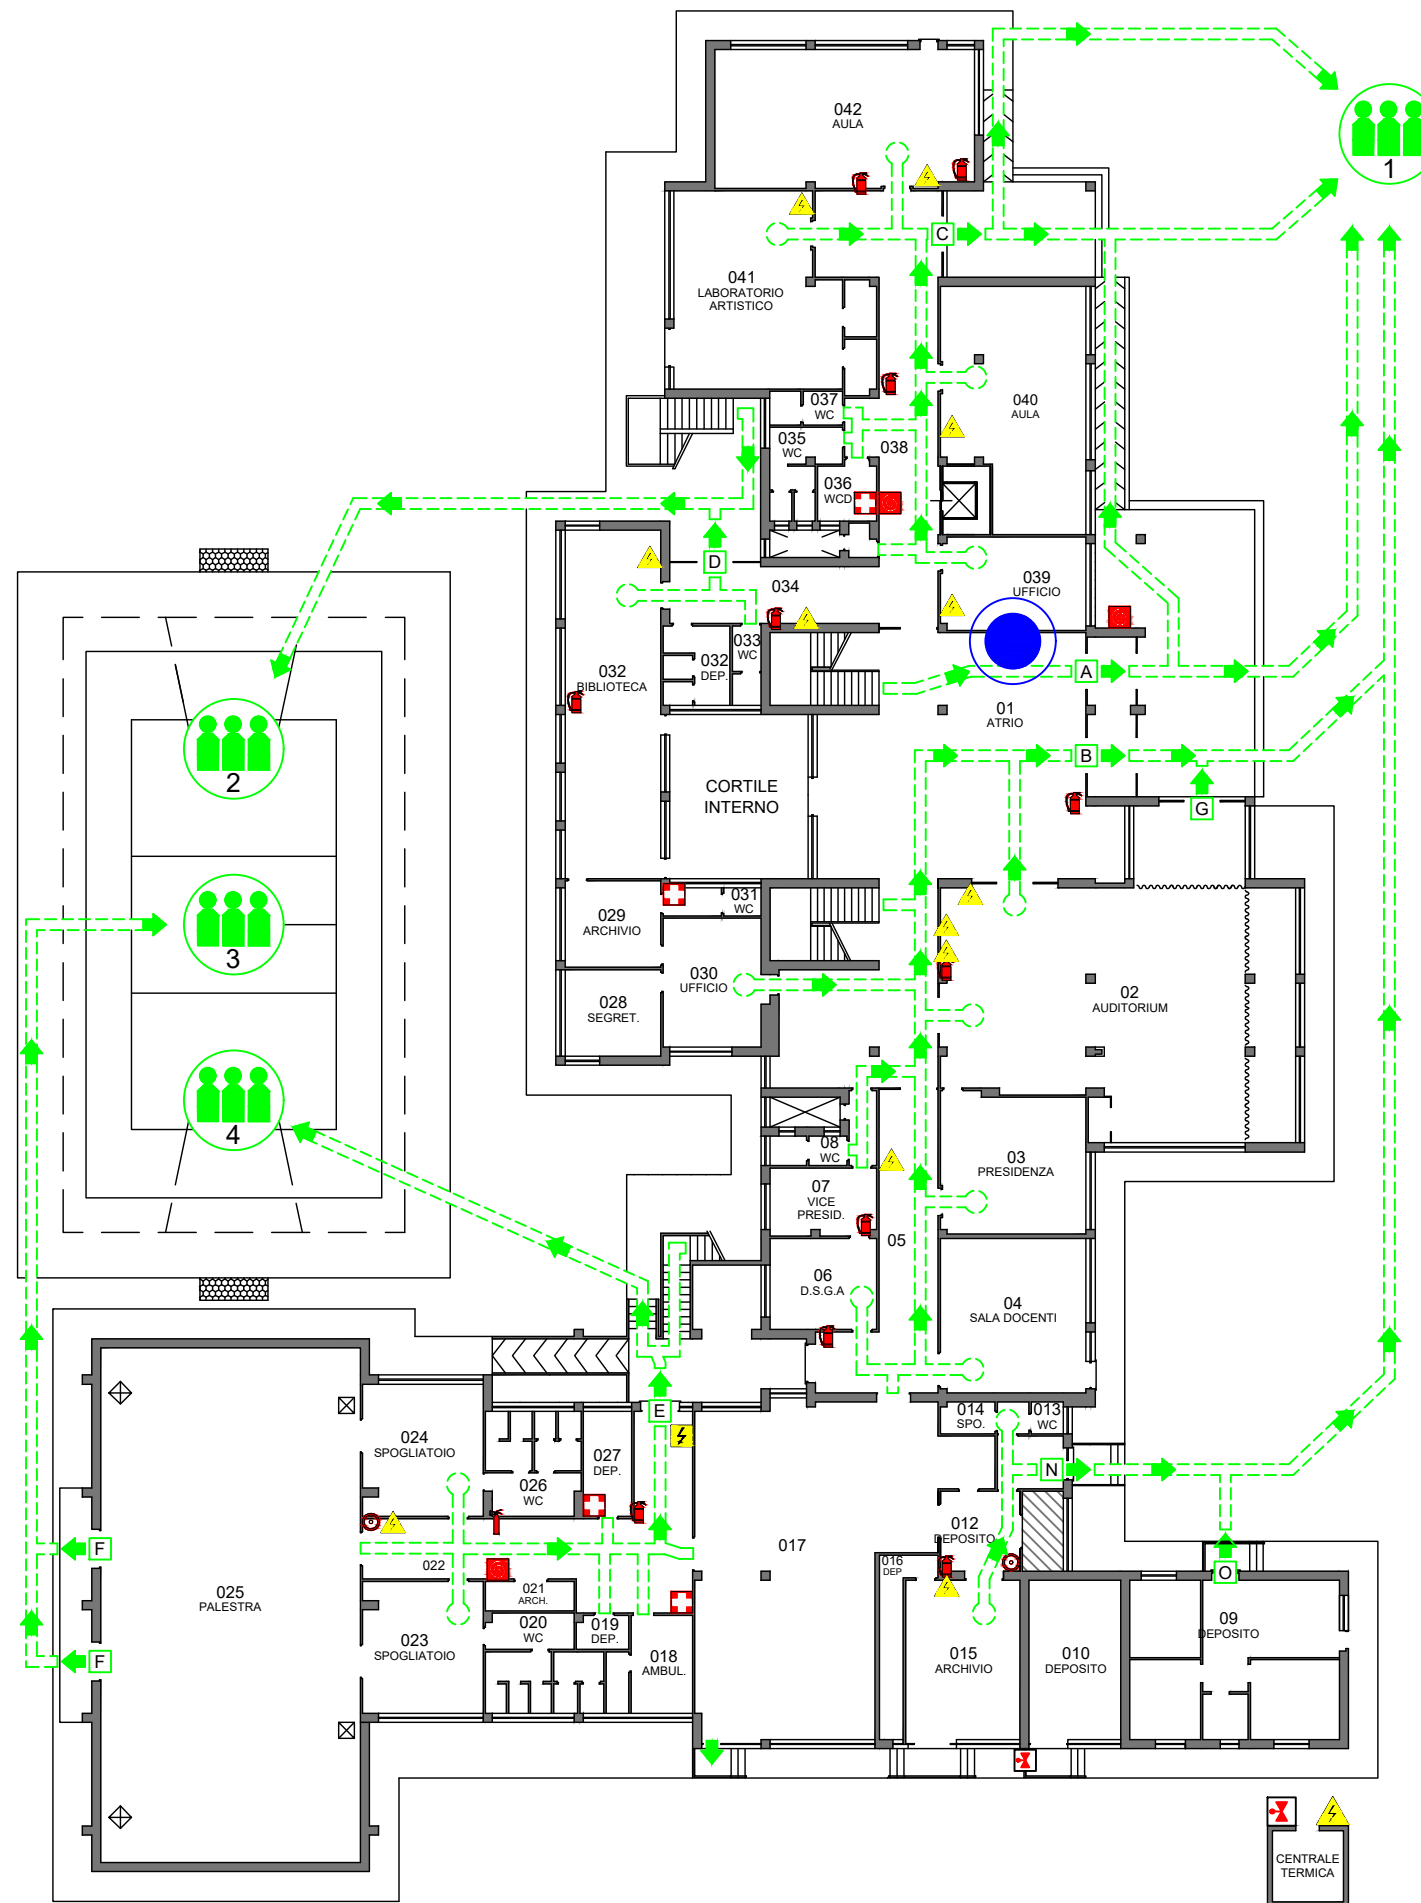 042
AULA
1
C
041
LABORATORIO
ARTISTICO
037
WC
040
AULA
035
WC
038
036
WCD
D
034
039
UFFICIO
033
WC
032
DEP.
032
BIBLIOTECA
A
01
ATRIO
2
B
CORTILE
INTERNO
G
031
WC
029
ARCHIVIO
3
030
UFFICIO
028
SEGRET.
02
AUDITORIUM
4
08
WC
03
PRESIDENZA
07
VICE
PRESID.
05
06
D.S.G.A
04
SALA DOCENTI
E
014
SPO.
013
WC
024
SPOGLIATOIO
027
DEP.
026
WC
N
012
DEPOSITO
017
F
022
016
DEP
O
025
PALESTRA
021
ARCH.
020
WC
019
DEP.
09
DEPOSITO
023
SPOGLIATOIO
018
AMBUL.
015
ARCHIVIO
010
DEPOSITO
F
CENTRALE
TERMICA